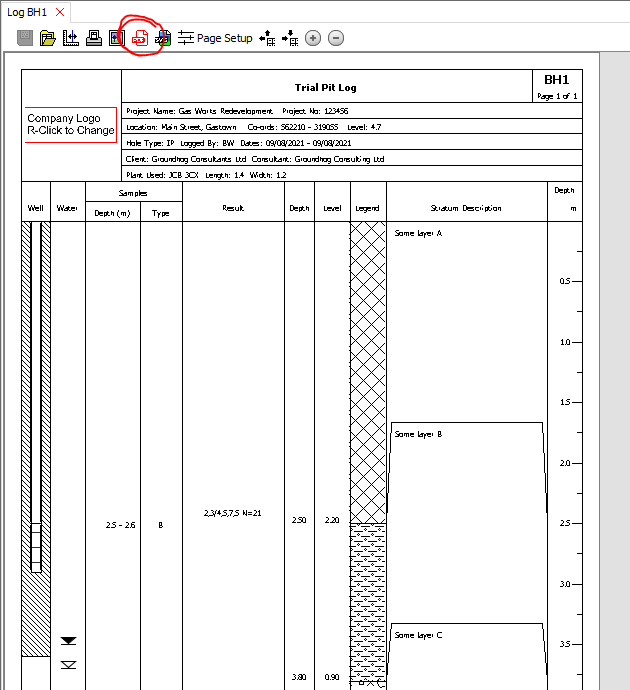 Log BH1
Page Setup
Trial Pit Log
BH1
Page 1 of 1
Company Logo
R-Click to Change
Project Name: Gas Works Redevelopment Project No: 123456
Location: Main Street, Gastown Co-ords: 562210 - 319055 Level: 4.7
Hole Type: IP Logged By: BW Dates: 09/08/2021 - 09/08/2021
Client: Groundhog Consultants Ltd Consultant: Groundhog Consulting Ltd
Plant Used: JCB 3CX Length: 1.4 Width: 1.2
Well
Water
Samples
Depth (m)
Type
Result
Depth
Level
Legend
Stratum Description
Depth
m
Some layer A
0.5
1.0
1.5
Some layer B
2.0
2.5 - 2.6
B
2,3/4,5,7,5 N=21
2.50
2.20
2.5
3.0
Some layer C
3.5
3.80
0.90